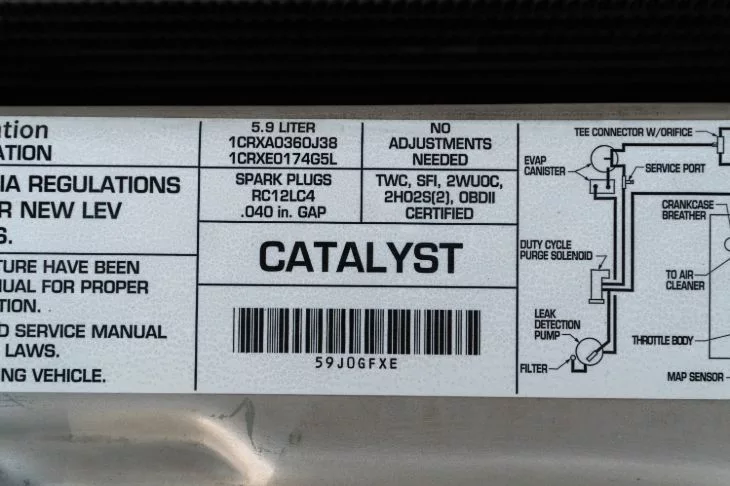 ation
ATION
IA REGULATIONS
R NEW LEV
S.
TURE HAVE BEEN
NUAL FOR PROPER
TION.
D SERVICE MANUAL
LAWS.
NG VEHICLE.
5.9 LITER
1CRXA0360J38
1CRXE0174G5L
NO
ADJUSTMENTS
NEEDED
SPARK PLUGS
RC12LC4
.040 in. GAP
TWC, SFI, 2WUOC,
2HO2S(2), OBDII
CERTIFIED
CATALYST
59J0GFXE
TEE CONNECTOR W/ORIFICE
EVAP
CANISTER
SERVICE PORT
CRANKCASE
BREATHER
DUTY CYCLE
PURGE SOLENOID
TO AIR
CLEANER
LEAK
DETECTION
PUMP
THROTTLE BODY
FILTER
MAP SENSOR